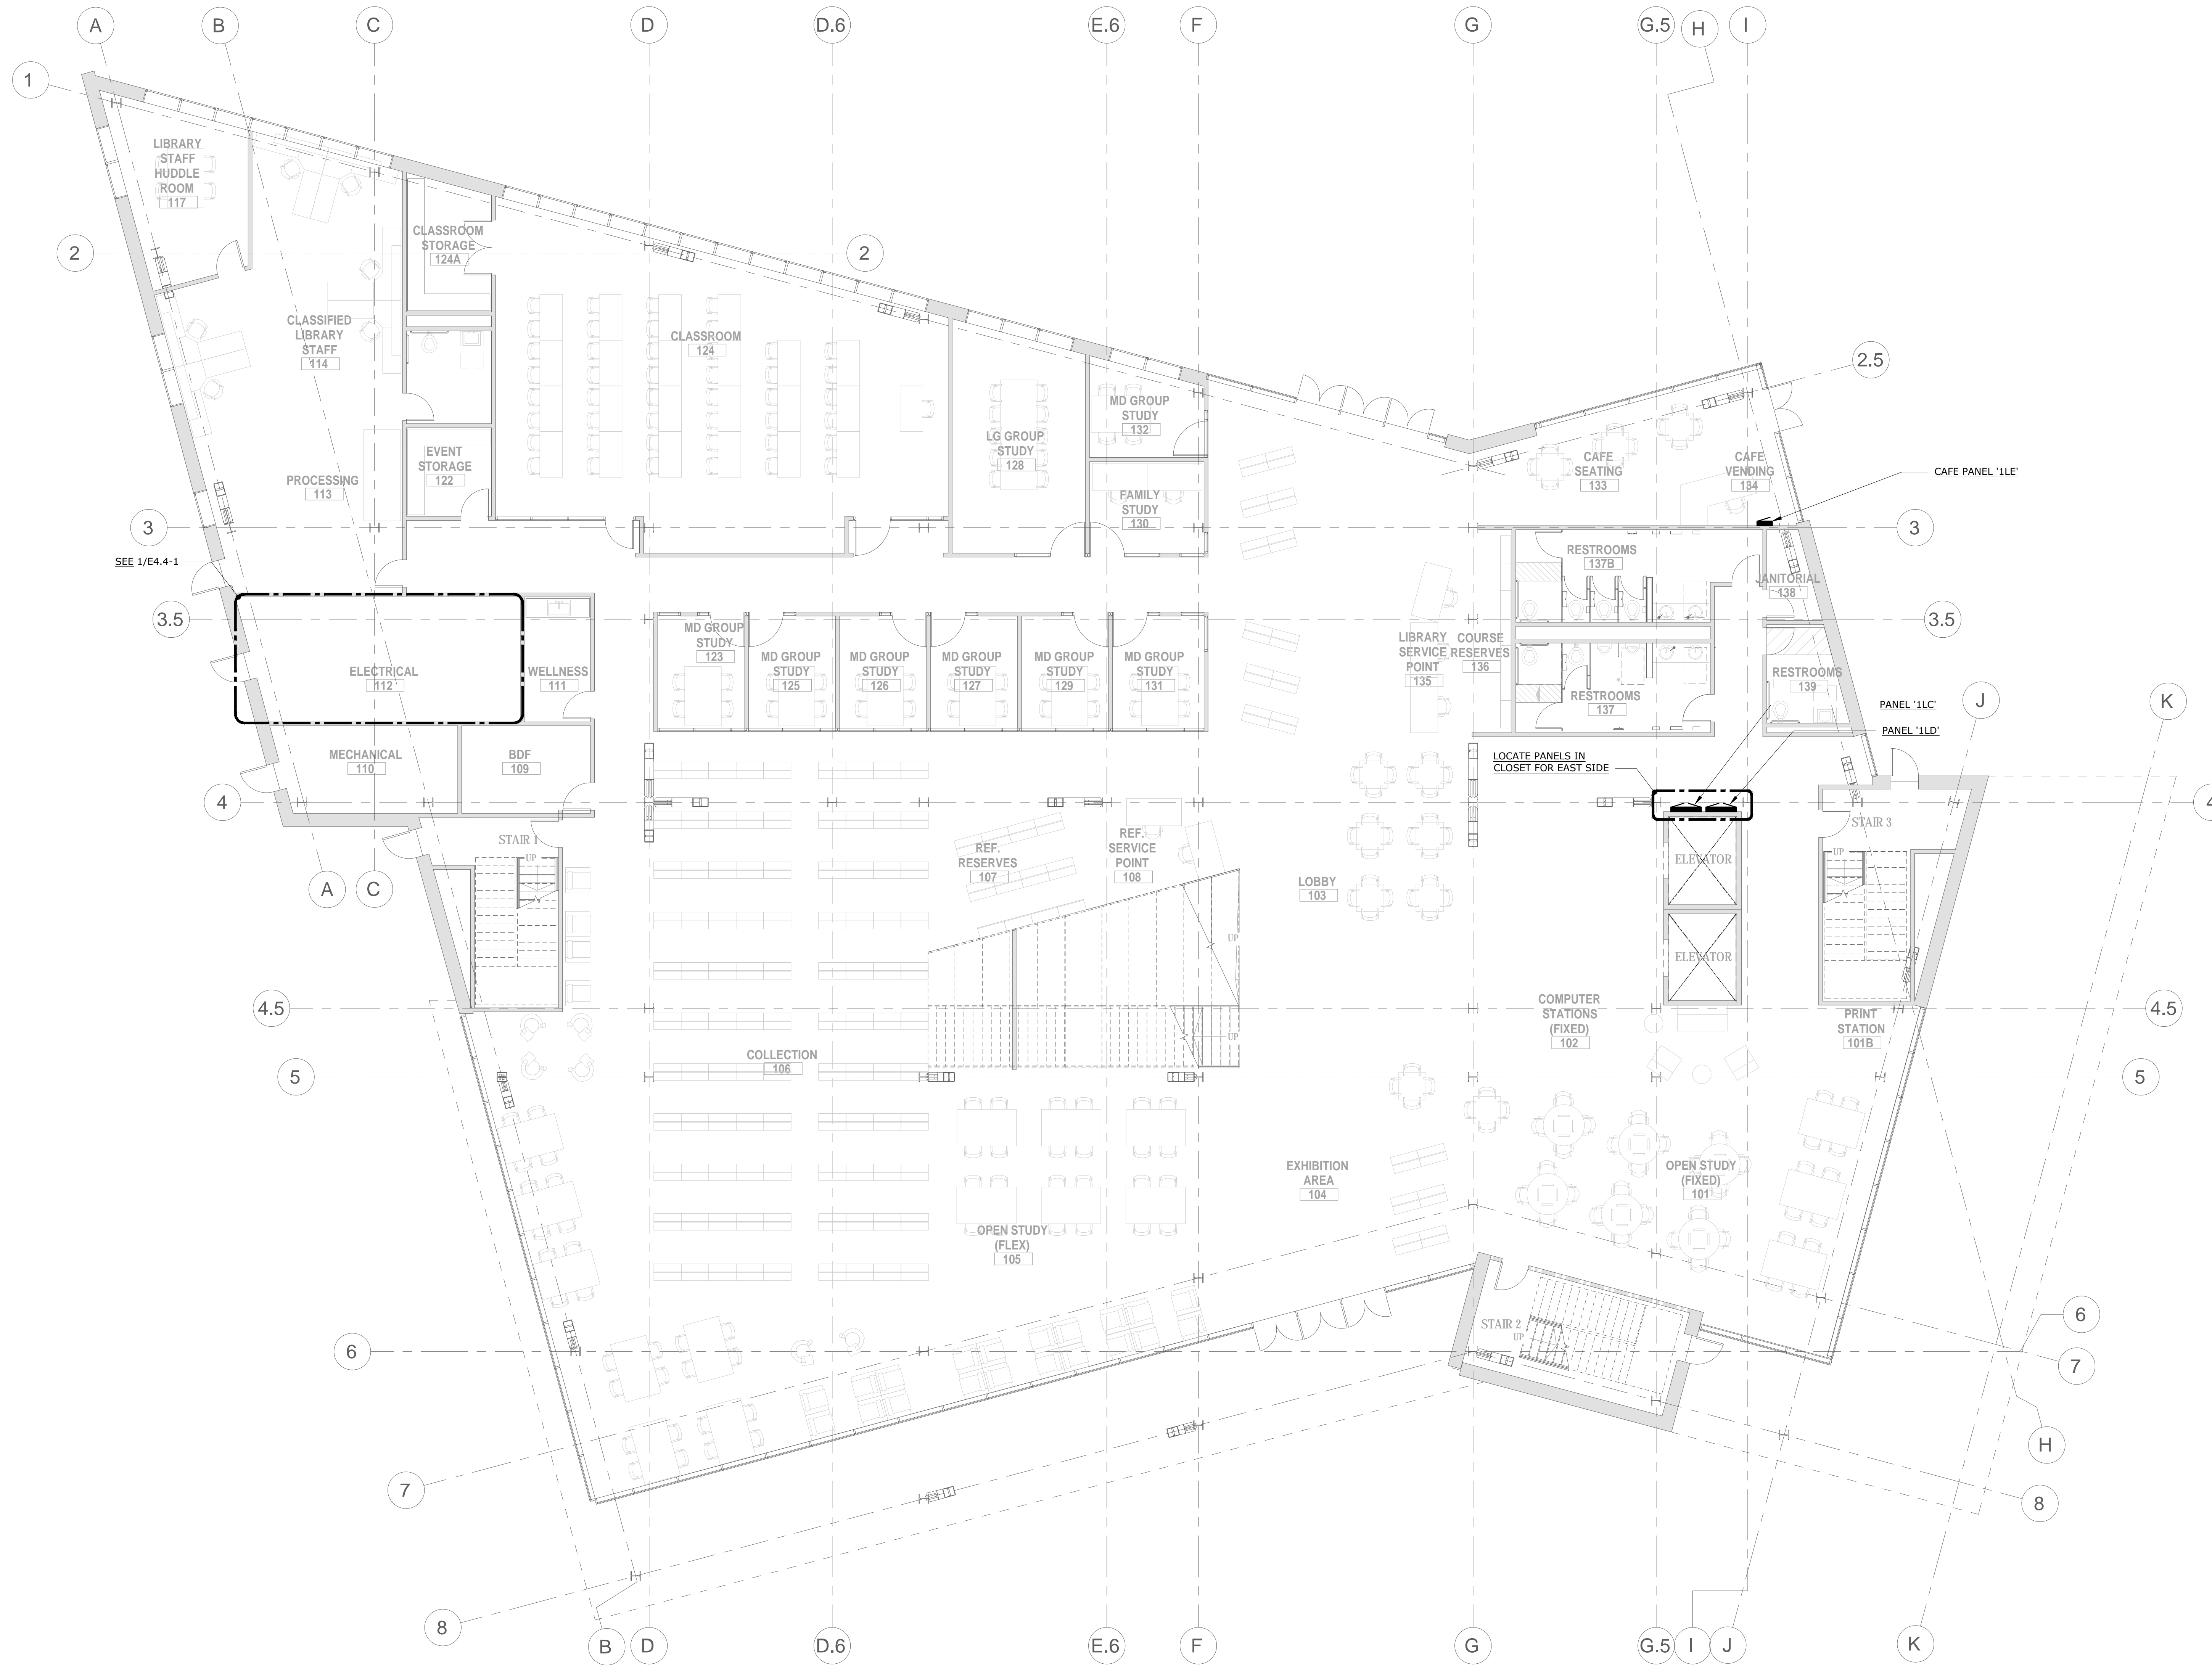 A
B
C
D
D.6
E.6
F
G
G.5
H
I
1
LIBRARY
STAFF
HUDDLE
ROOM
117
2
CLASSROOM
STORAGE
124A
2
CLASSIFIED
LIBRARY
STAFF
114
CLASSROOM
124
2.5
MD GROUP
STUDY
132
LG GROUP
STUDY
128
EVENT
STORAGE
122
PROCESSING
113
FAMILY
STUDY
130
CAFE
SEATING
133
CAFE
VENDING
134
CAFE PANEL '1LE'
3
3
SEE 1/E4.4-1
RESTROOMS
137B
JANITORIAL
138
3.5
3.5
MD GROUP
STUDY
123
MD GROUP
STUDY
125
MD GROUP
STUDY
126
MD GROUP
STUDY
127
MD GROUP
STUDY
129
MD GROUP
STUDY
131
LIBRARY
SERVICE
POINT
135
COURSE
RESERVES
136
ELECTRICAL
112
WELLNESS
111
RESTROOMS
137
RESTROOMS
139
J
K
PANEL '1LC'
PANEL '1LD'
MECHANICAL
110
BDF
109
LOCATE PANELS IN
CLOSET FOR EAST SIDE
4
4
STAIR 1
UP
REF.
RESERVES
107
REF.
SERVICE
POINT
108
STAIR 3
UP
ELEVATOR
A
C
LOBBY
103
UP
ELEVATOR
4.5
COMPUTER
STATIONS
(FIXED)
102
PRINT
STATION
101B
4.5
UP
COLLECTION
106
5
5
EXHIBITION
AREA
104
OPEN STUDY
(FIXED)
101
OPEN STUDY
(FLEX)
105
STAIR 2
UP
6
6
7
H
7
8
8
B
D
D.6
E.6
F
G
G.5
I
J
K